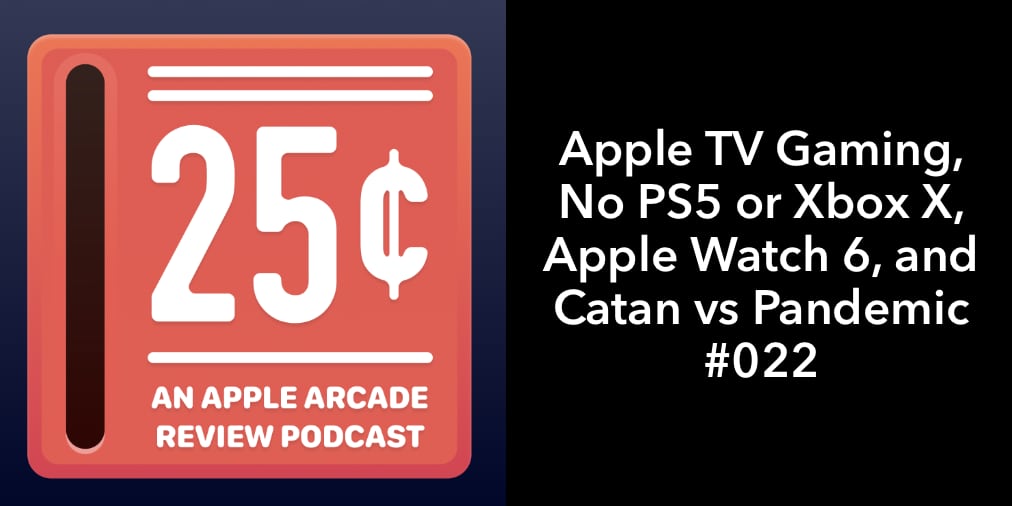 25¢
AN APPLE ARCADE
REVIEW PODCAST
Apple TV Gaming,
No PS5 or Xbox X,
Apple Watch 6, and
Catan vs Pandemic
#022